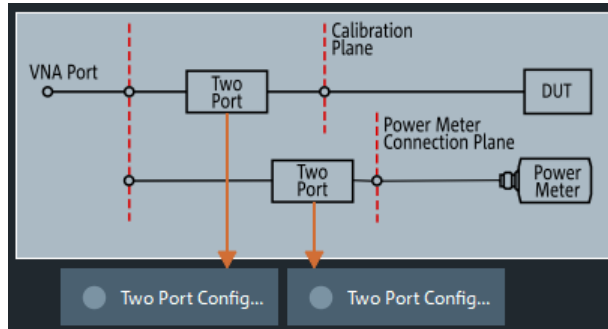 Calibration
Plane
VNA Port
Two
Port
DUT
Power Meter
Connection Plane
Two
Port
Power
Meter
Two Port Config...
Two Port Config...